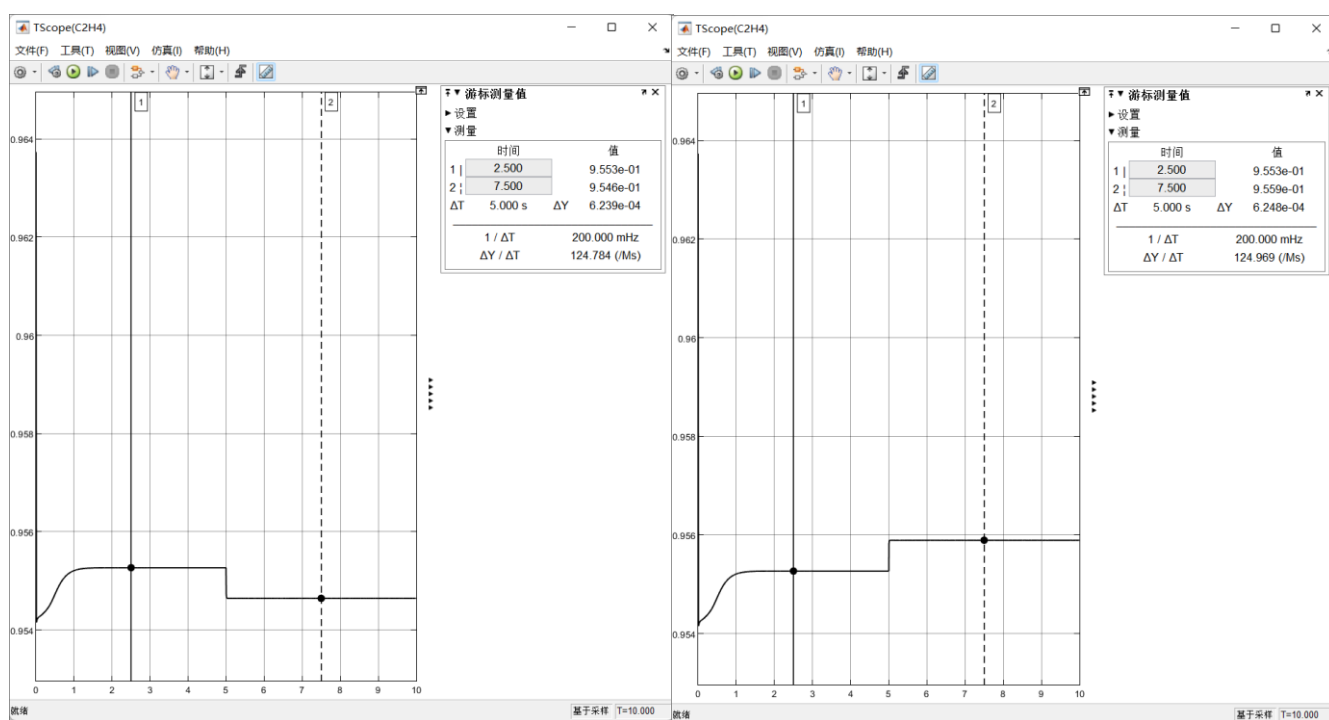 TScope(C2H4)
文件(F) 工具(T) 视图(V) 仿真(I) 帮助(H)
1
2
0.964
0.962
0.96
0.958
0.956
0.954
0 1 2 3 4 5 6 7 8 9 10
游标测量值
设置
测量
时间 值
1 | 2.500 9.553e-01
2 ¦ 7.500 9.546e-01
ΔT 5.000 s ΔY 6.239e-04
1 / ΔT 200.000 mHz
ΔY / ΔT 124.784 (/Ms)
就绪 基于采样 T=10.000
TScope(C2H4)
文件(F) 工具(T) 视图(V) 仿真(I) 帮助(H)
1
2
0.964
0.962
0.96
0.958
0.956
0.954
0 1 2 3 4 5 6 7 8 9 10
游标测量值
设置
测量
时间 值
1 | 2.500 9.553e-01
2 ¦ 7.500 9.559e-01
ΔT 5.000 s ΔY 6.248e-04
1 / ΔT 200.000 mHz
ΔY / ΔT 124.969 (/Ms)
就绪 基于采样 T=10.000